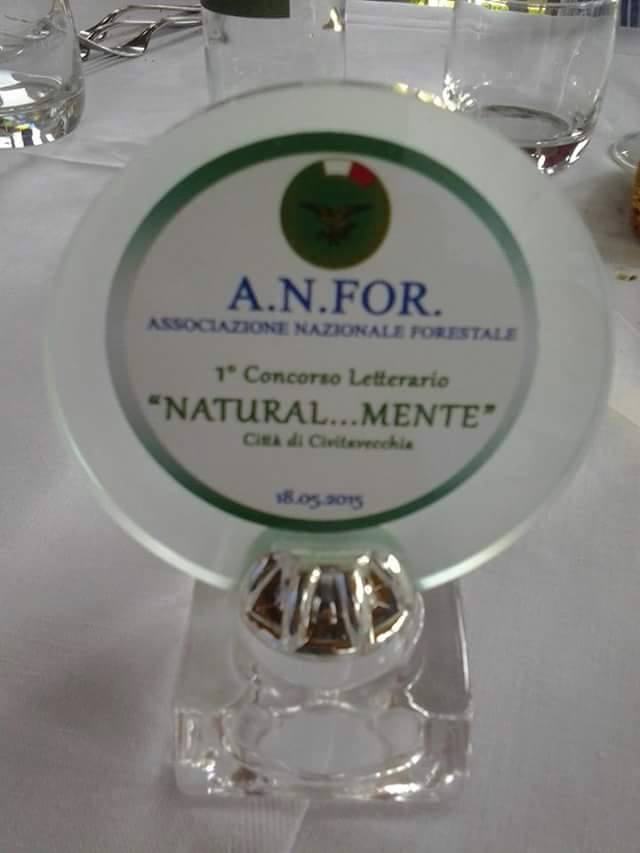 A.N.FOR.
ASSOCIAZIONE NAZIONALE FORESTALE
1° Concorso Letterario
“NATURAL...MENTE”
Città di Civitavecchia
18.05.2015